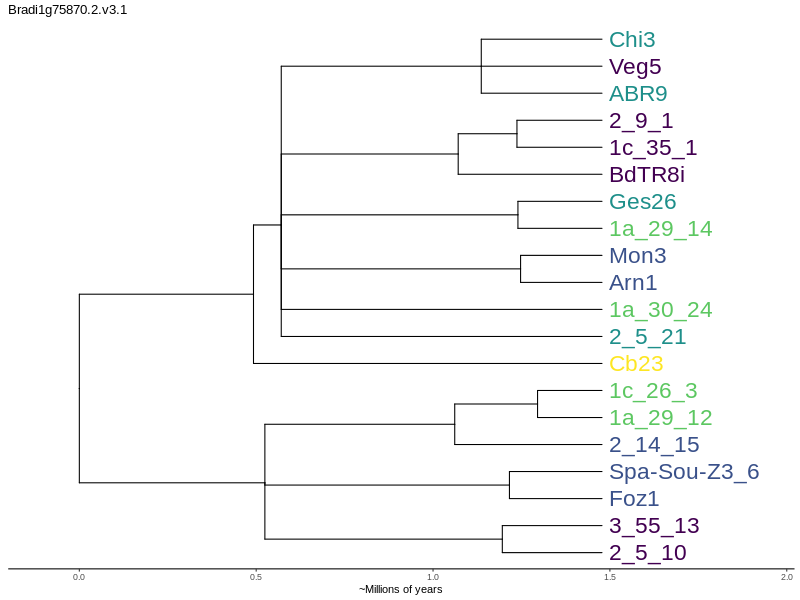 Bradi1g75870.2.v3.1
Chi3
Veg5
ABR9
2_9_1
1c_35_1
BdTR8i
Ges26
1a_29_14
Mon3
Arn1
1a_30_24
2_5_21
Cb23
1c_26_3
1a_29_12
2_14_15
Spa-Sou-Z3_6
Foz1
3_55_13
2_5_10
0.0 0.5 1.0 1.5 2.0
~Millions of years